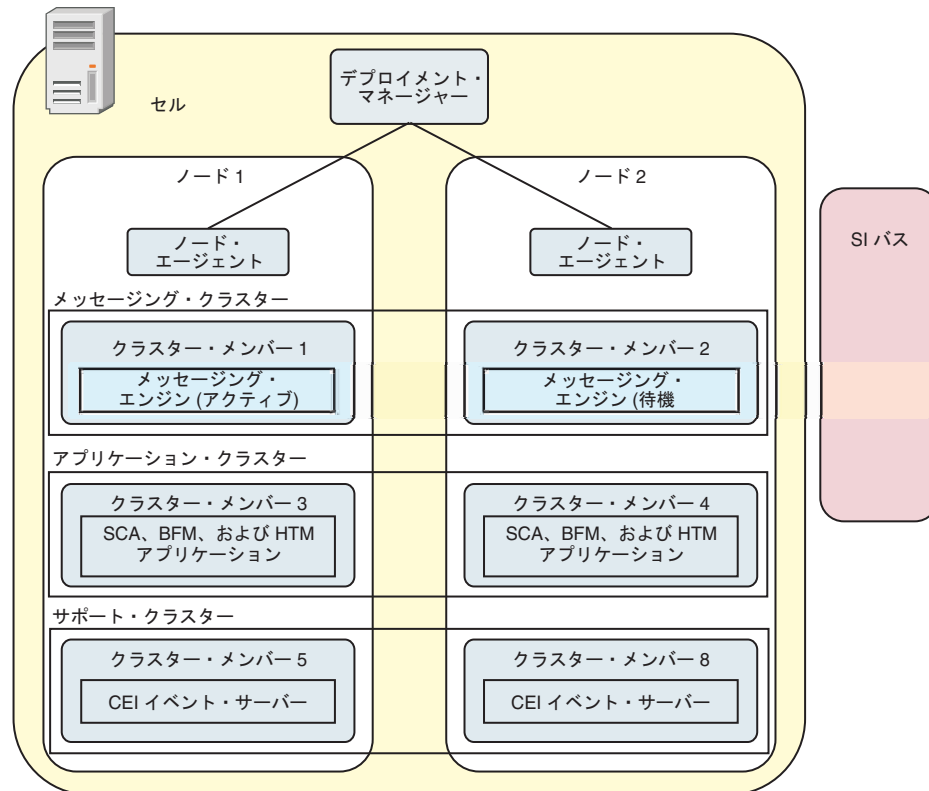 デプロイメント・
マネージャー
セル
ノード 1
ノード 2
SI バス
ノード・
エージェント
ノード・
エージェント
メッセージング・クラスター
クラスター・メンバー 1
メッセージング・
エンジン (アクティブ)
クラスター・メンバー 2
メッセージング・
エンジン (待機
アプリケーション・クラスター
クラスター・メンバー 3
SCA、BFM、および HTM
アプリケーション
クラスター・メンバー 4
SCA、BFM、および HTM
アプリケーション
サポート・クラスター
クラスター・メンバー 5
CEI イベント・サーバー
クラスター・メンバー 8
CEI イベント・サーバー